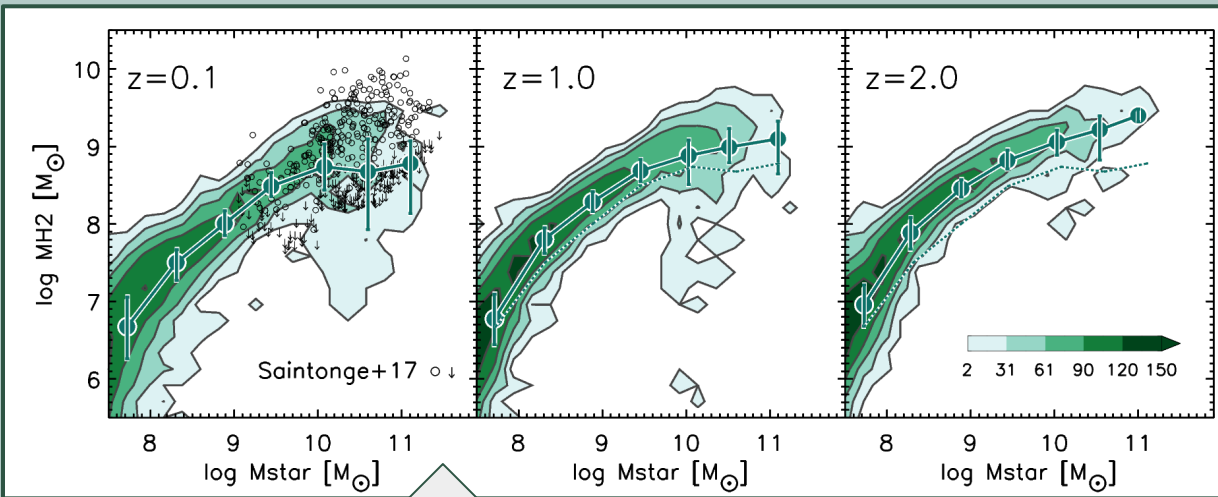 z=0.1
z=1.0
z=2.0
log MH2 [M⊙]
10
9
8
7
6
Saintonge+17
2 31 61 90 120 150
8 9 10 11
8 9 10 11
8 9 10 11
log Mstar [M⊙]
log Mstar [M⊙]
log Mstar [M⊙]